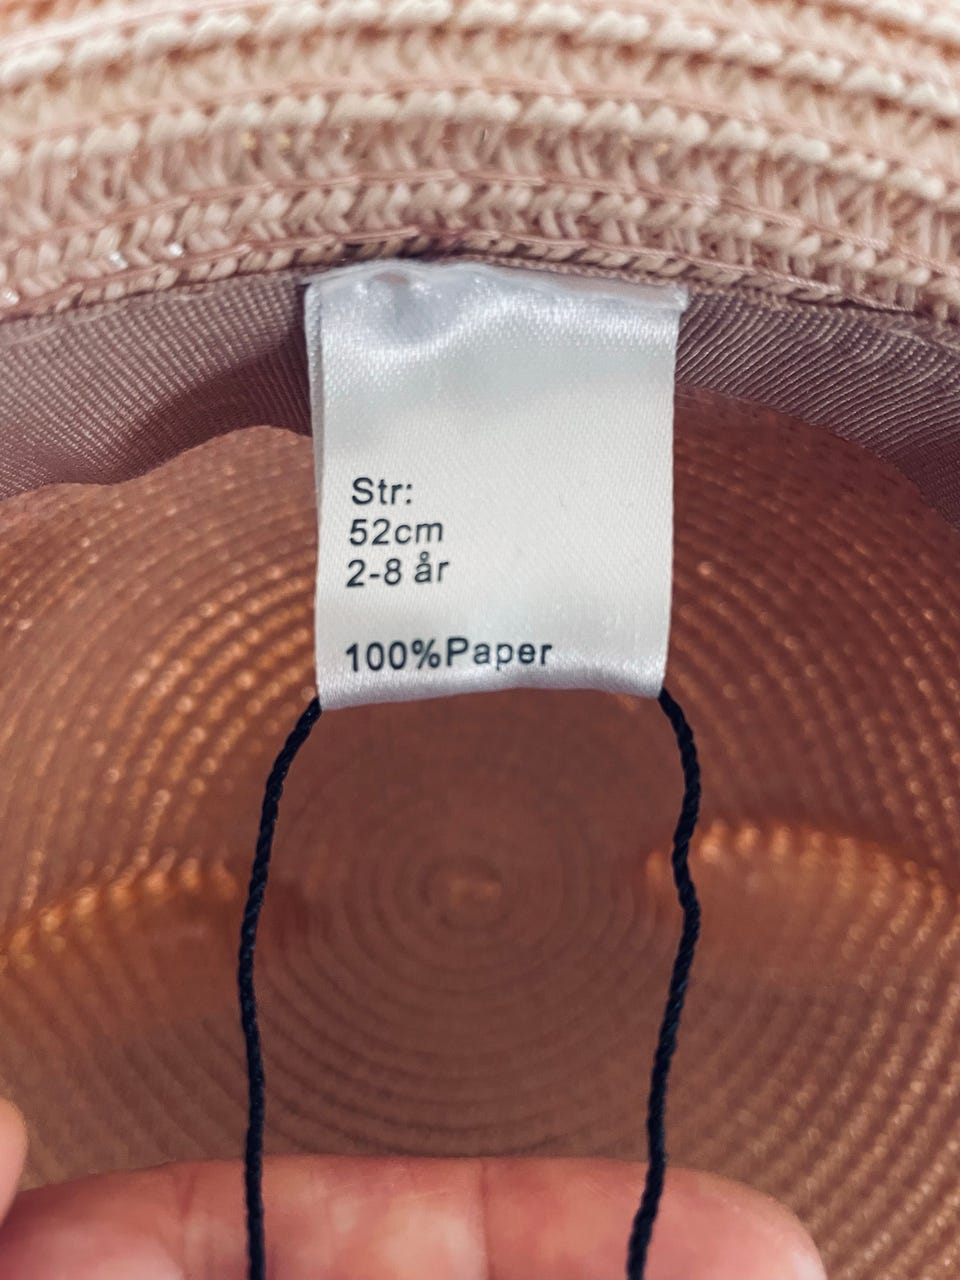 Str:
52cm
2-8 år
100%Paper